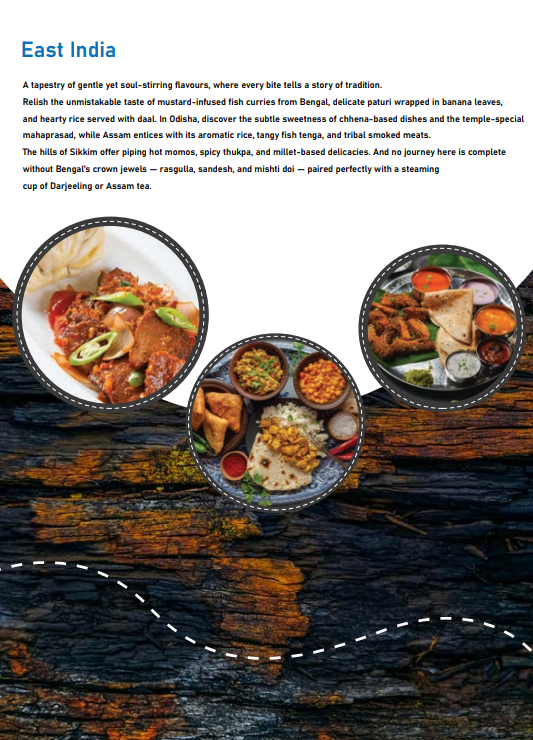 East India
A tapestry of gentle yet soul-stirring flavours, where every bite tells a story of tradition.
Relish the unmistakable taste of mustard-infused fish curries from Bengal, delicate paturi wrapped in banana leaves,
and hearty rice served with daal. In Odisha, discover the subtle sweetness of chhena-based dishes and the temple-special
mahaprasad, while Assam entices with its aromatic rice, tangy fish tenga, and tribal smoked meats.
The hills of Sikkim offer piping hot momos, spicy thukpa, and millet-based delicacies. And no journey here is complete
without Bengal's crown jewels — rasgulla, sandesh, and mishti doi — paired perfectly with a steaming
cup of Darjeeling or Assam tea.